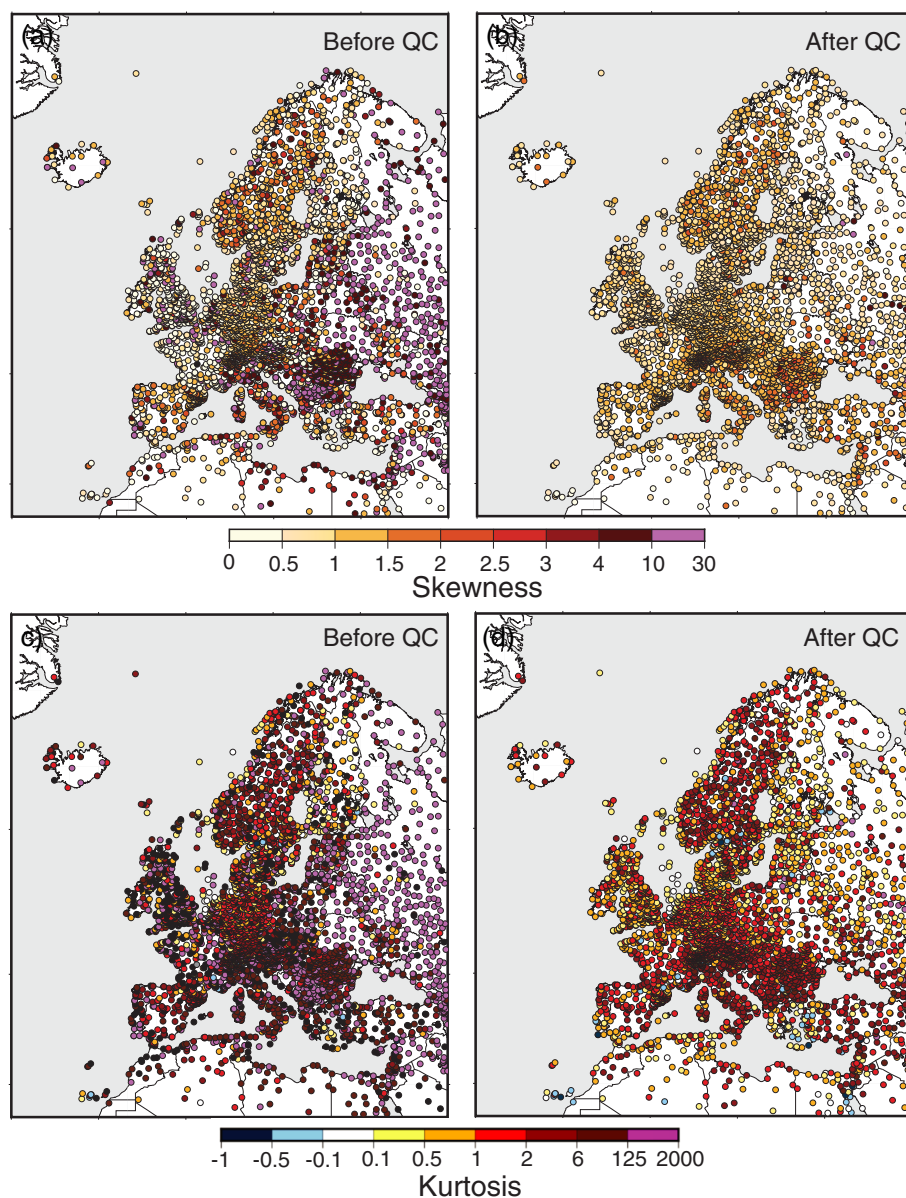 (a) Before QC (b) After QC
0 0.5 1 1.5 2 2.5 3 4 10 30
Skewness
c) Before QC (d) After QC
-1 -0.5 -0.1 0.1 0.5 1 2 6 125 2000
Kurtosis